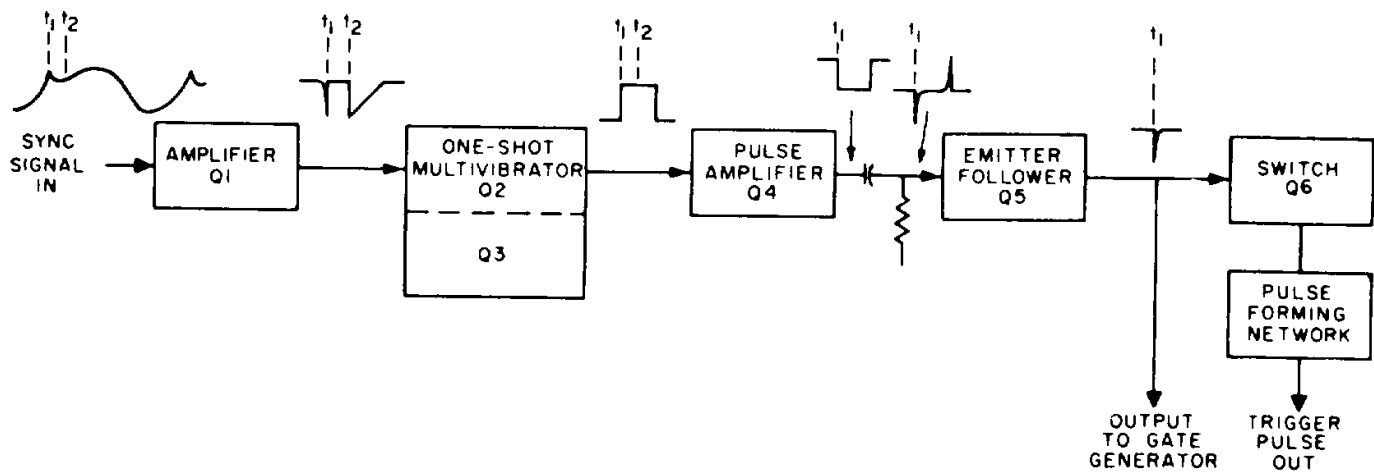 t1 t2
t1 t2
t1 t2
t1
t1
t1
SYNC
SIGNAL
IN
AMPLIFIER
Q1
ONE-SHOT
MULTIVIBRATOR
Q2
Q3
PULSE
AMPLIFIER
Q4
EMITTER
FOLLOWER
Q5
SWITCH
Q6
PULSE
FORMING
NETWORK
OUTPUT
TO GATE
GENERATOR
TRIGGER
PULSE
OUT